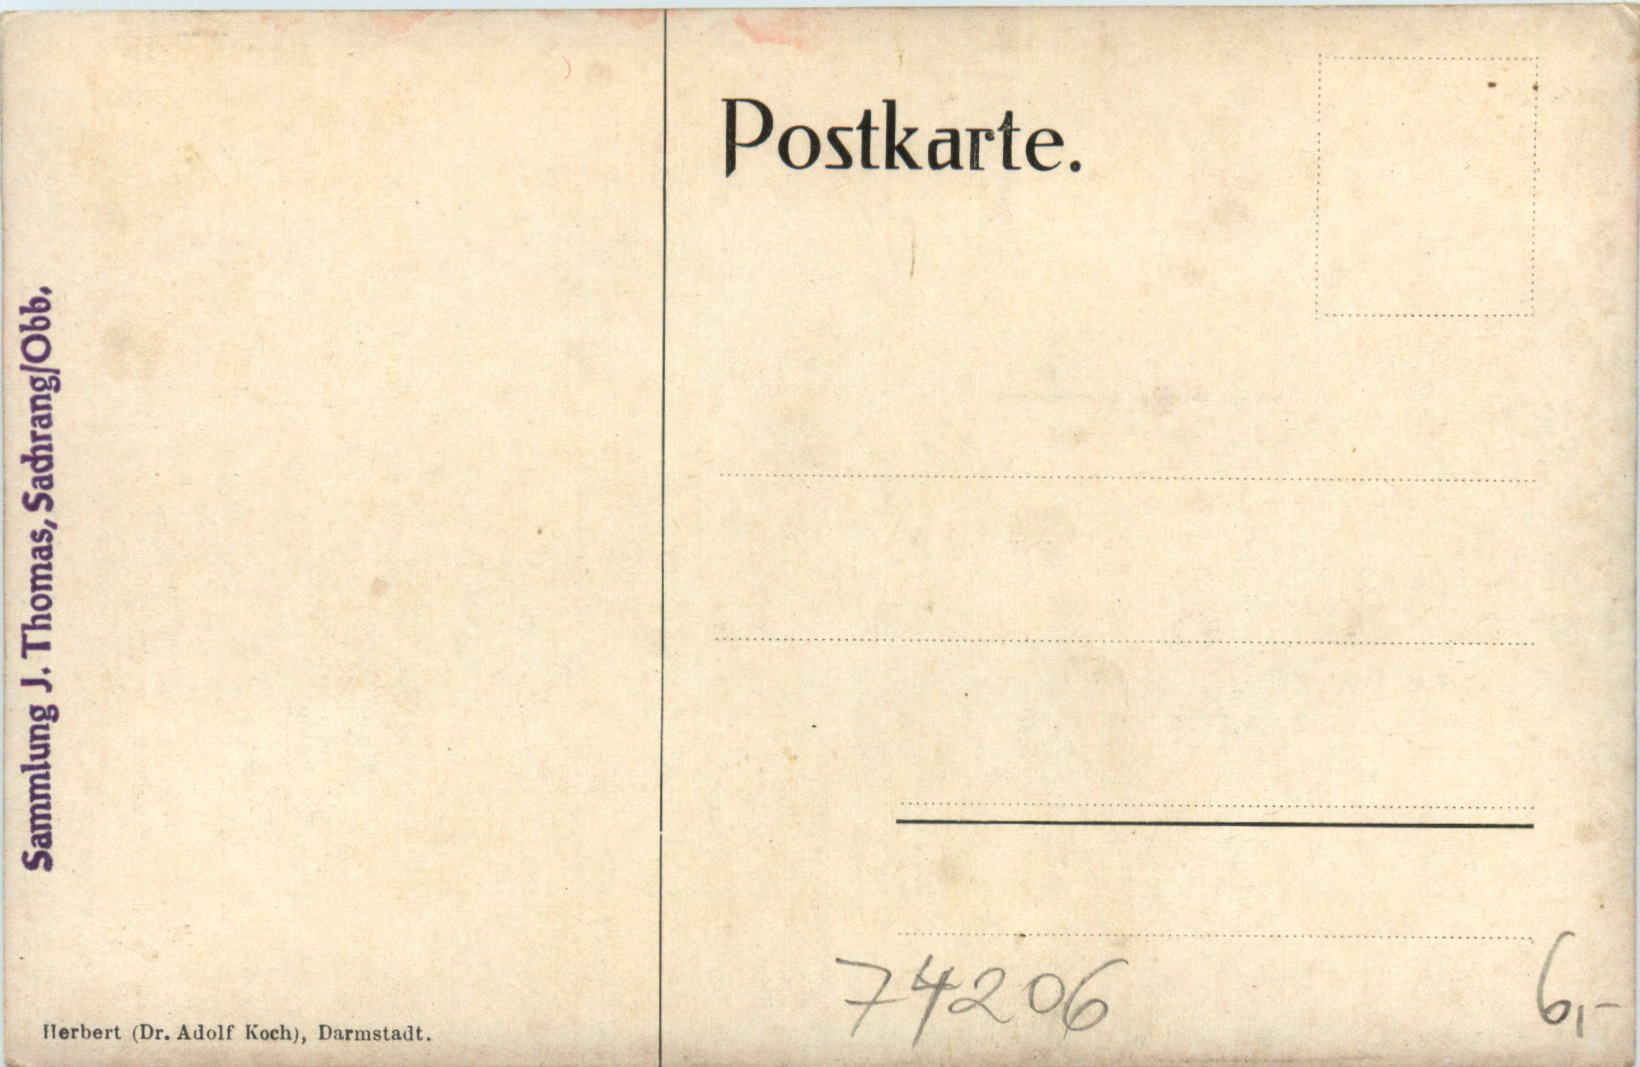 Postkarte.
Sammlung J. Thomas, Sachrang/Obb.
Herbert (Dr. Adolf Koch), Darmstadt.
74206
6,-